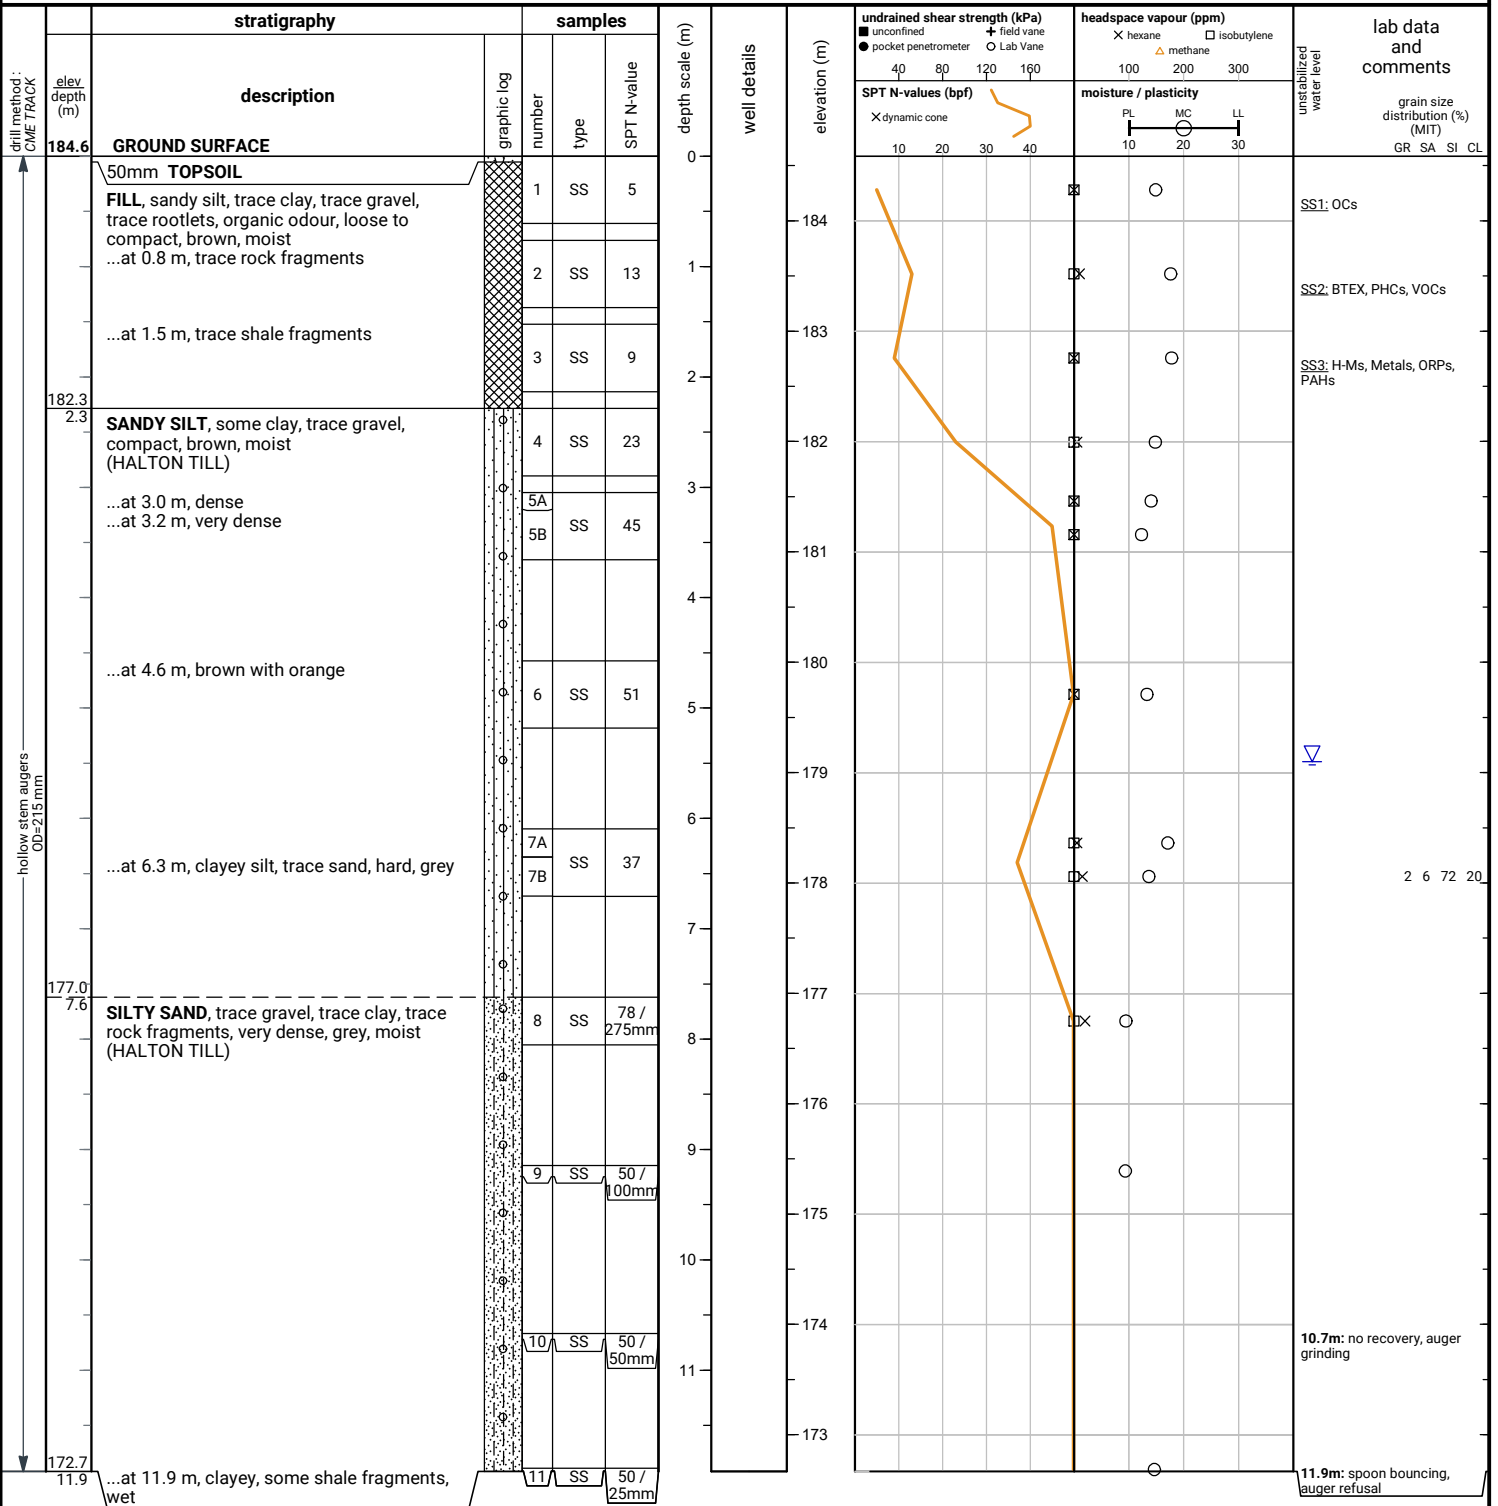 stratigraphy
samples
drill method :
CME TRACK
elev
depth
(m)
description
graphic log
number
type
SPT N-value
depth scale (m)
well details
elevation (m)
undrained shear strength (kPa)
unconfined
field vane
pocket penetrometer
Lab Vane
40 80 120 160
SPT N-values (bpf)
dynamic cone
10 20 30 40
headspace vapour (ppm)
hexane
isobutylene
methane
100 200 300
moisture / plasticity
PL MC LL
10 20 30
unstabilized
water level
lab data
and
comments
grain size
distribution (%)
(MIT)
GR SA SI CL
184.6 GROUND SURFACE
50mm TOPSOIL
FILL, sandy silt, trace clay, trace gravel,
trace rootlets, organic odour, loose to
compact, brown, moist
...at 0.8 m, trace rock fragments
...at 1.5 m, trace shale fragments
182.3
2.3
SANDY SILT, some clay, trace gravel,
compact, brown, moist
(HALTON TILL)
...at 3.0 m, dense
...at 3.2 m, very dense
...at 4.6 m, brown with orange
...at 6.3 m, clayey silt, trace sand, hard, grey
177.0
7.6
SILTY SAND, trace gravel, trace clay, trace
rock fragments, very dense, grey, moist
(HALTON TILL)
172.7
11.9
...at 11.9 m, clayey, some shale fragments,
wet
hollow stem augers
OD=215 mm
1 SS 5
2 SS 13
3 SS 9
4 SS 23
5A
5B
SS 45
6 SS 51
7A
7B
SS 37
8 SS 78 /
275mm
9 SS 50 /
100mm
10 SS 50 /
50mm
11 SS 50 /
25mm
0
1
2
3
4
5
6
7
8
9
10
11
184
183
182
181
180
179
178
177
176
175
174
173
SS1: OCs
SS2: BTEX, PHCs, VOCs
SS3: H-Ms, Metals, ORPs,
PAHs
2 6 72 20
10.7m: no recovery, auger
grinding
11.9m: spoon bouncing,
auger refusal